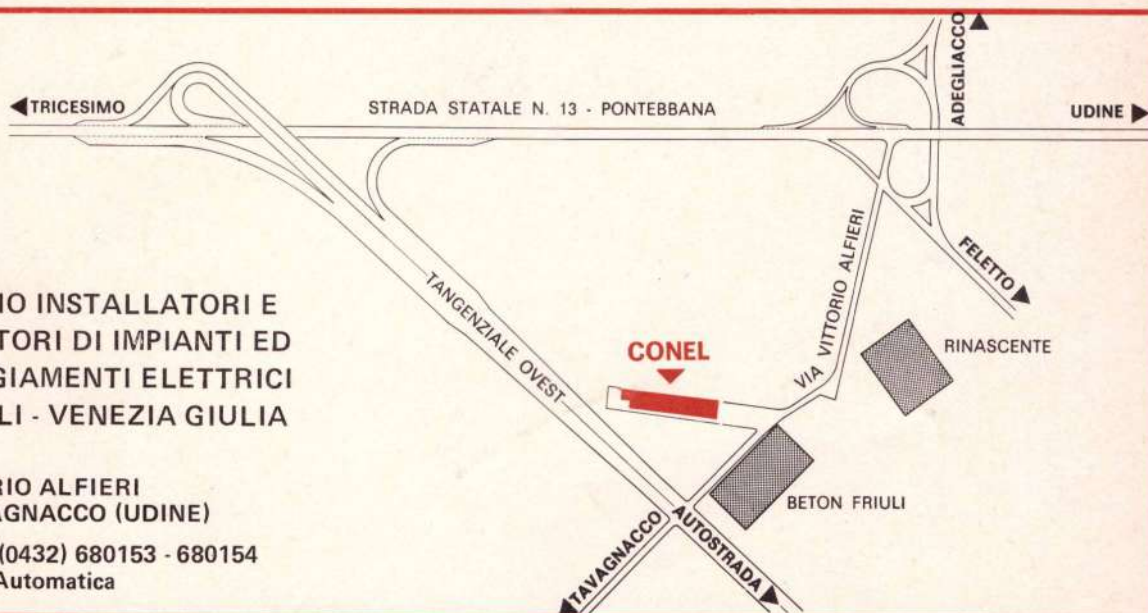 TRICESIMO
STRADA STATALE N. 13 - PONTEBBANA
ADEGLIACCO
UDINE
TANGENZIALE OVEST
VIA VITTORIO ALFIERI
FELETTO
RINASCENTE
CONEL
BETON FRIULI
TAVAGNACCO
AUTOSTRADA
IO INSTALLATORI E
TORI DI IMPIANTI ED
GIAMENTI ELETTRICI
LI - VENEZIA GIULIA
RIO ALFIERI
AGNACCO (UDINE)
(0432) 680153 - 680154
Automatica